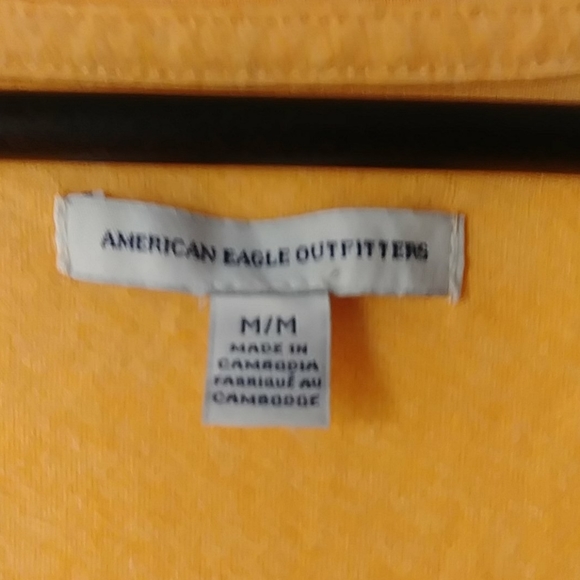 AMERICAN EAGLE OUTFITTERS
M/M
MADE IN
CAMBODIA
FABRIQUÉ AU
CAMBODGE